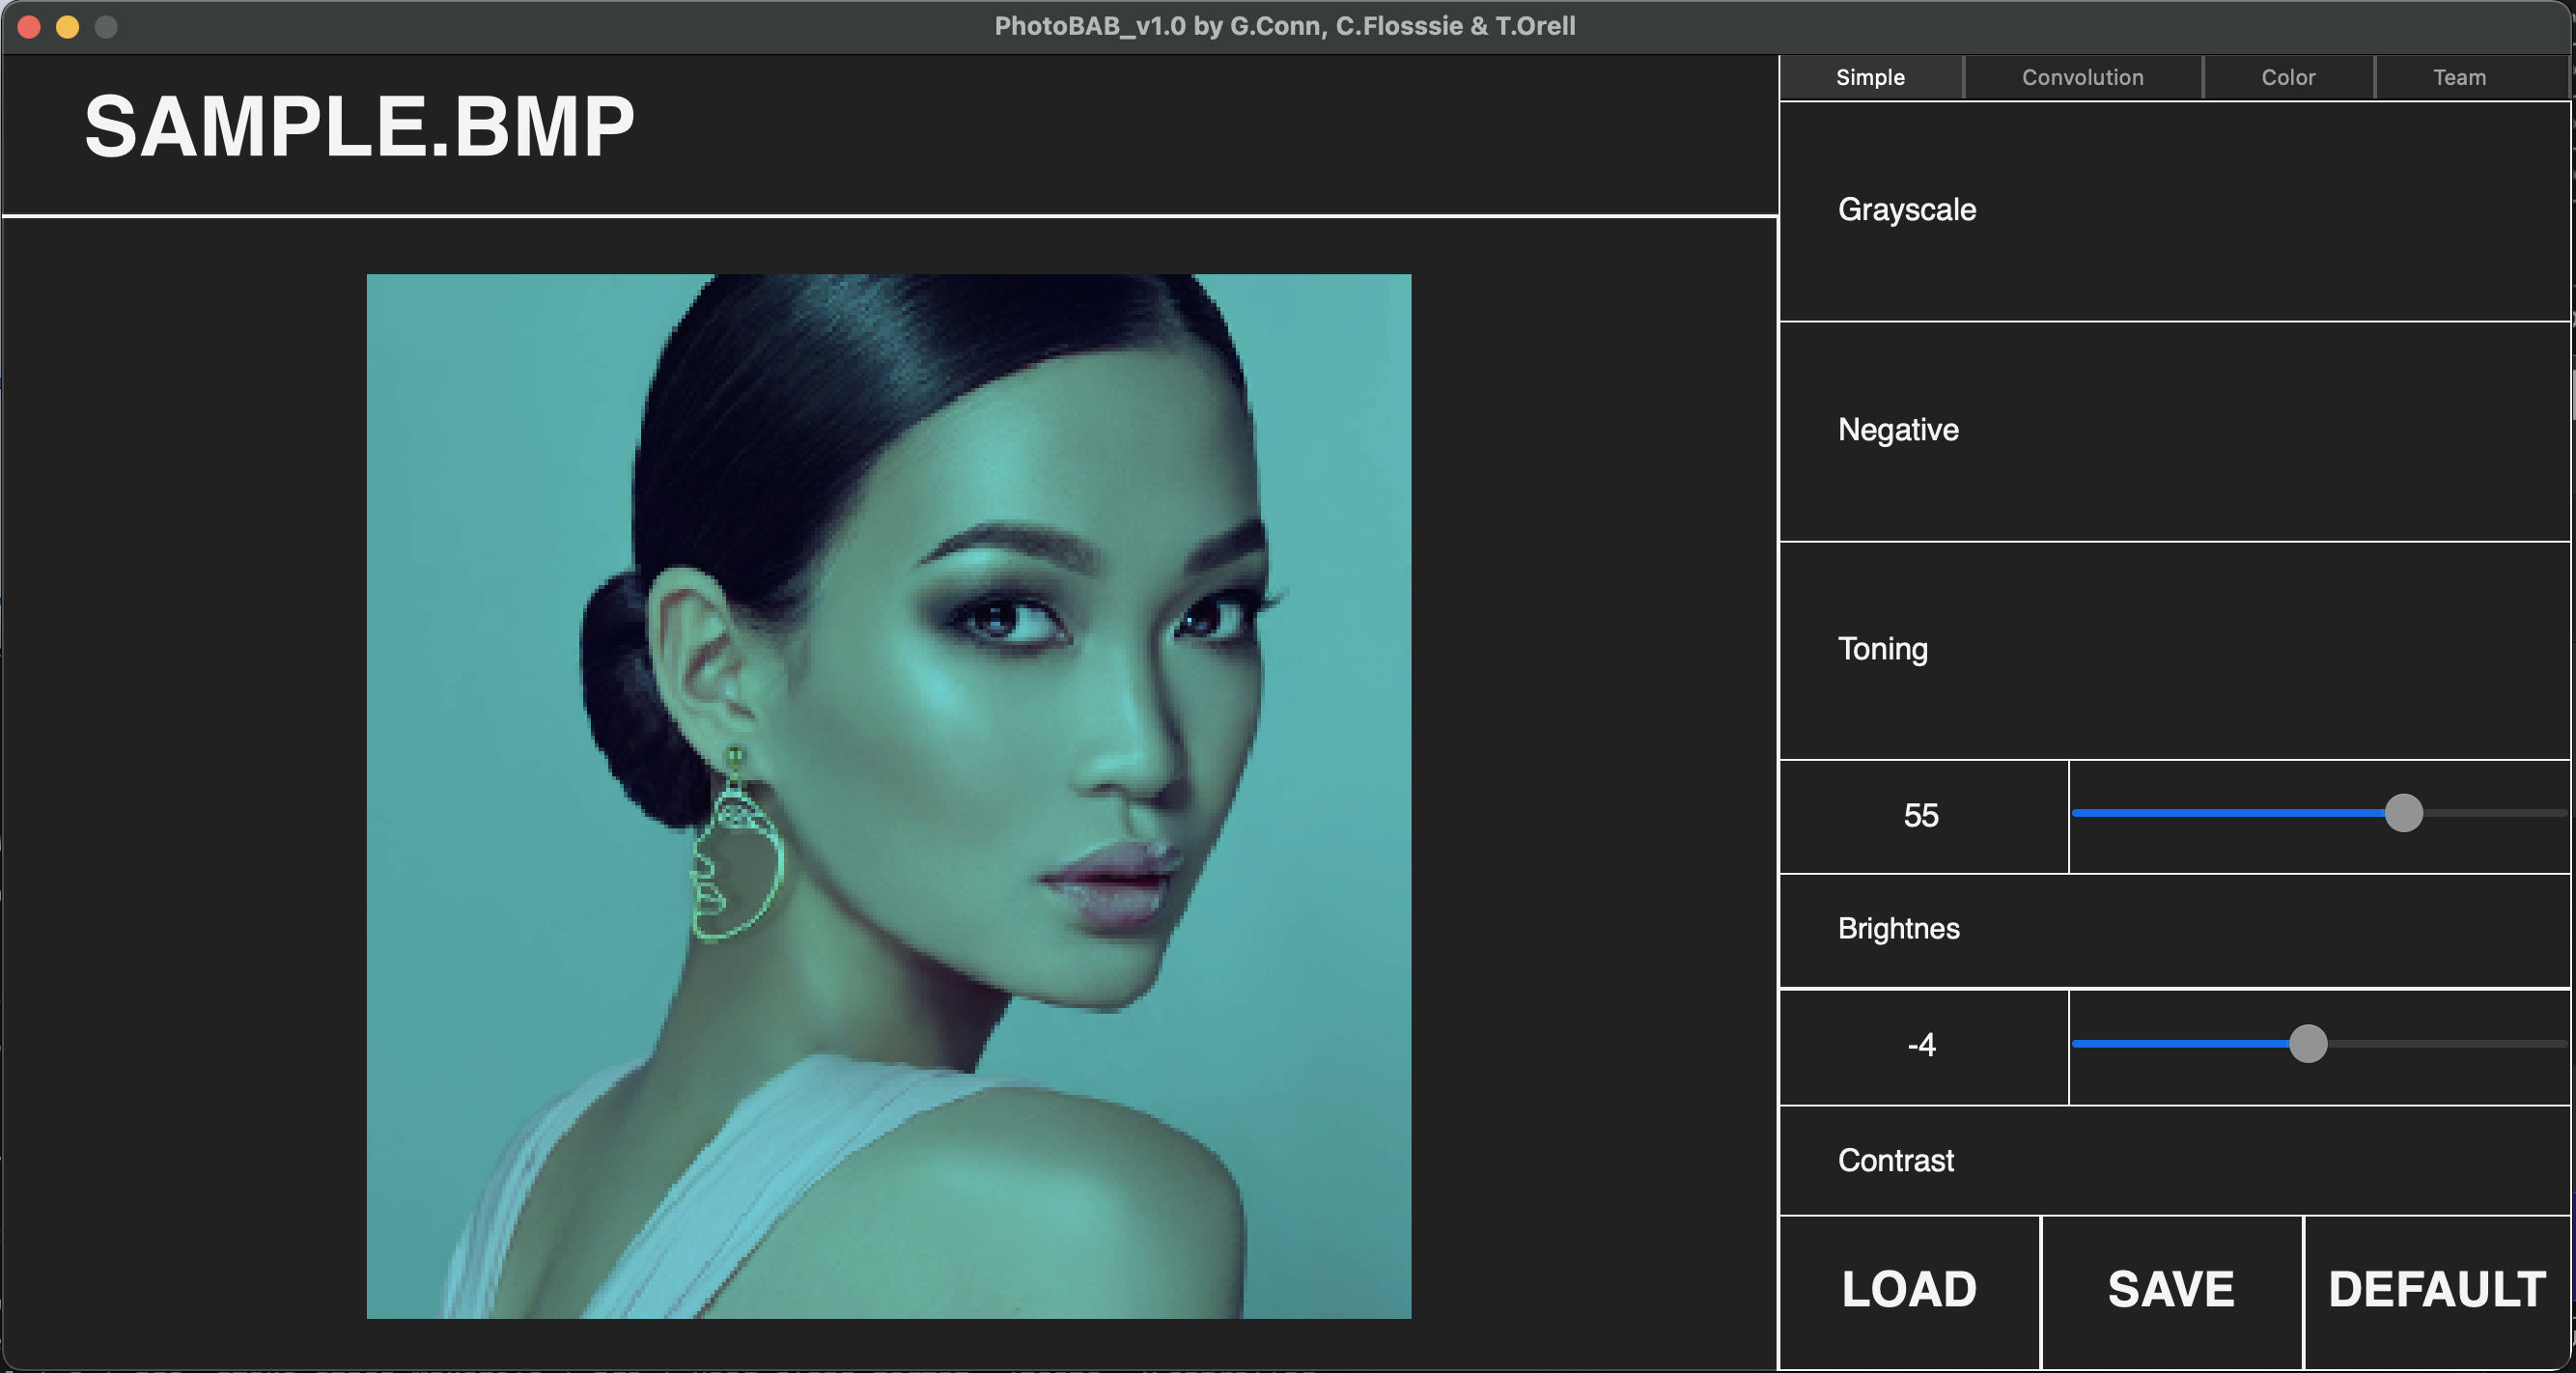 PhotoBAB_v1.0 by G.Conn, C.Flosssie & T.Orell
SAMPLE.BMP
Simple Convolution Color Team
Grayscale
Negative
Toning
55
Brightnes
-4
Contrast
LOAD SAVE DEFAULT